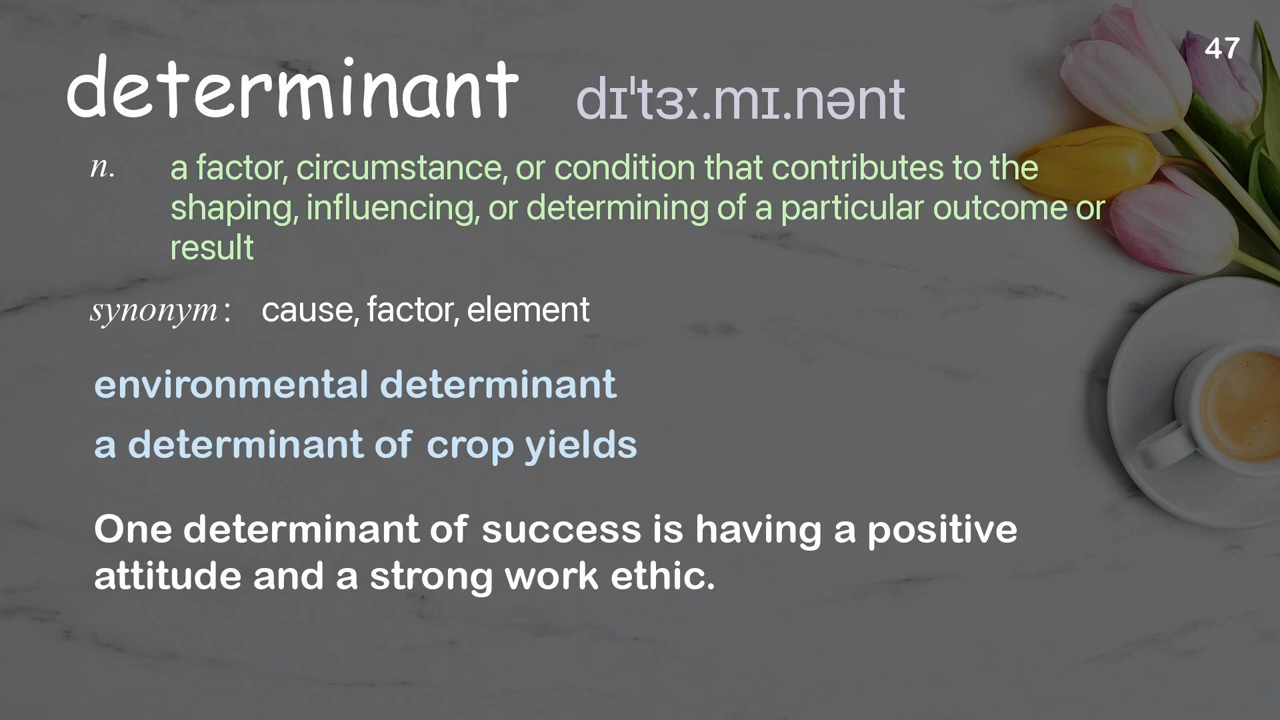 47
determinant dɪˈtɜː.mɪ.nənt
n. a factor, circumstance, or condition that contributes to the
shaping, influencing, or determining of a particular outcome or
result
synonym: cause, factor, element
environmental determinant
a determinant of crop yields
One determinant of success is having a positive
attitude and a strong work ethic.